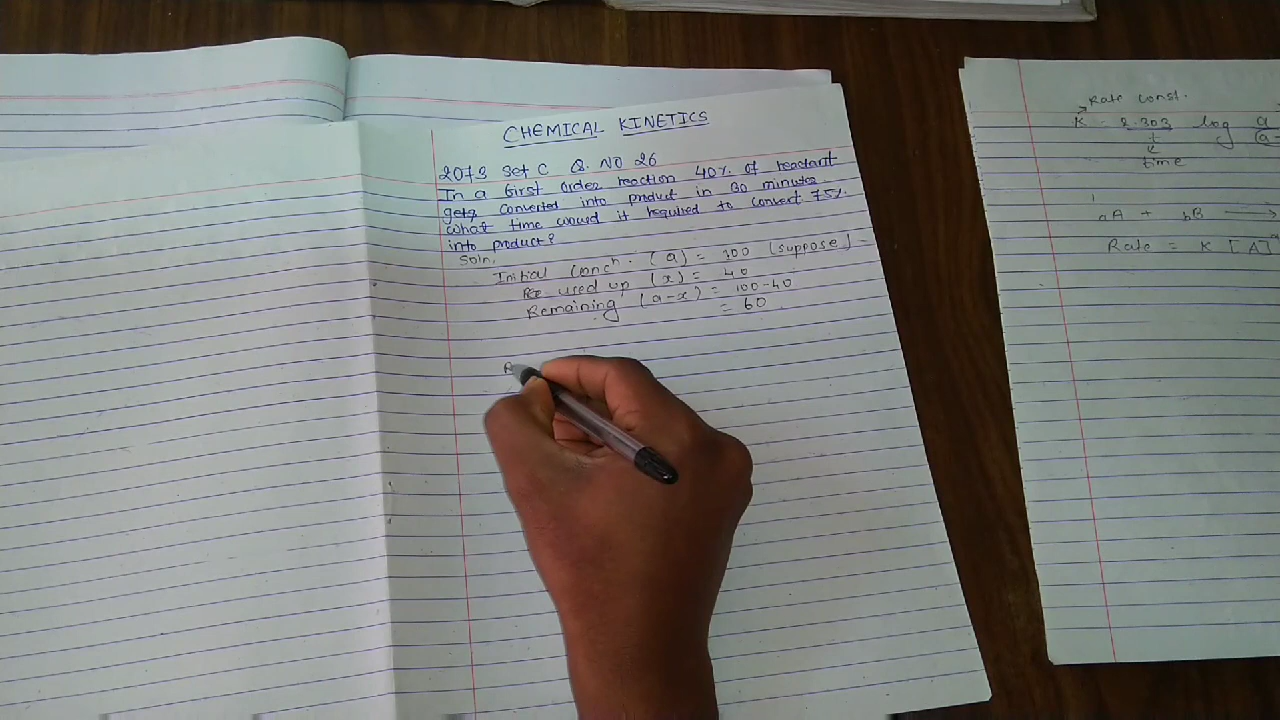 CHEMICAL KINETICS
2073 Set C Q. NO 26
In a first order reaction 40% of reactant
gets converted into product in 30 minutes
what time would it required to convert 75%
into product?
Soln,
Initial Concn. (a) = 100 (suppose)
used up (x) = 40
Remaining (a-x) = 100-40
= 60
Rate const.
K = 2.303 log a
t (a-
time
aA + bB →
Rate = K [A]